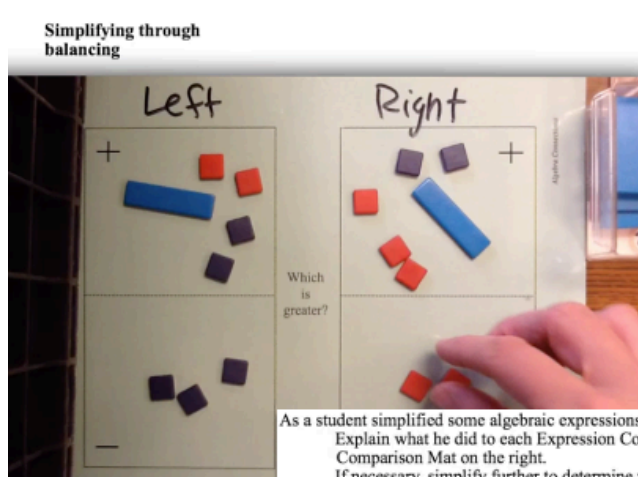 Simplifying through
balancing
Left
Right
+
+
Which
is
greater?
−
As a student simplified some algebraic expressions
Explain what he did to each Expression Co
Comparison Mat on the right.
If necessary, simplify further to determine